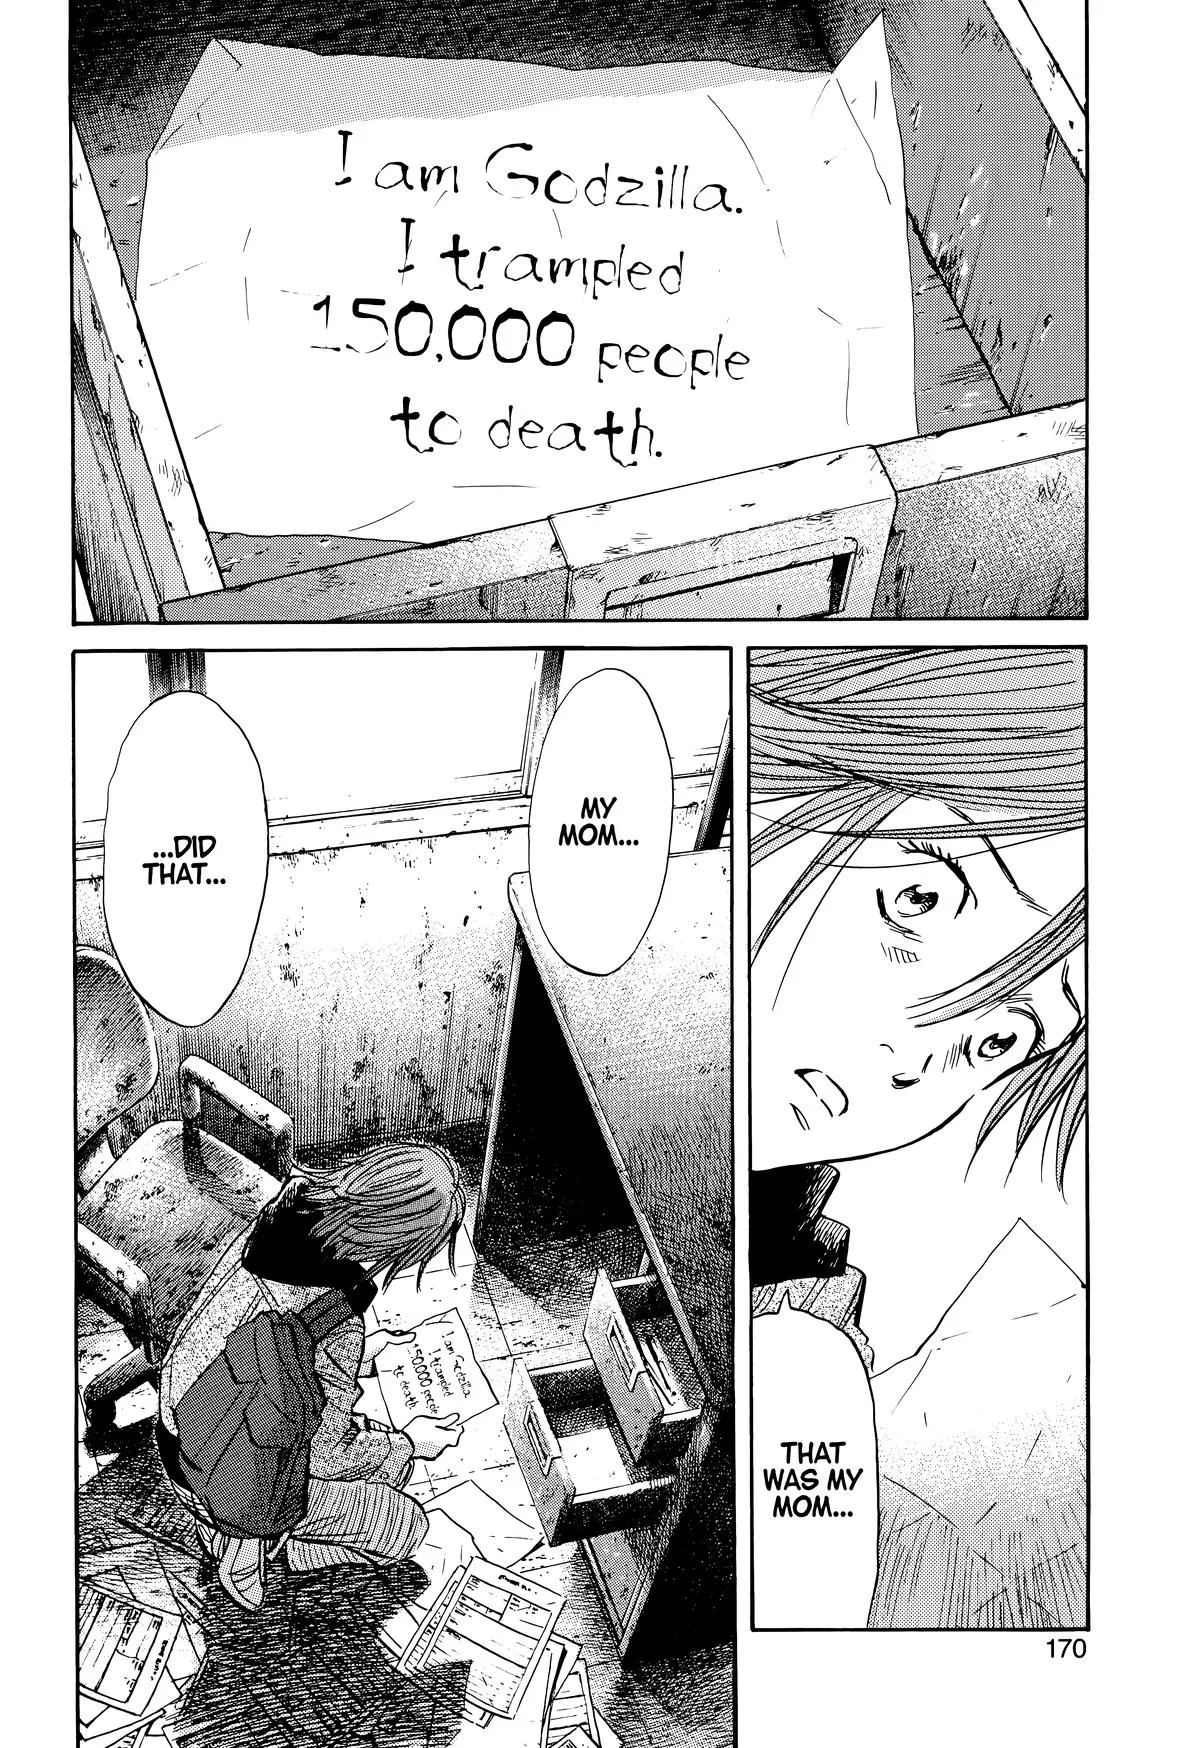 I am Godzilla.
I trampled
150,000 people
to death.
THAT
WAS MY
MOM...
MY
MOM...
...DID
THAT...
I am Godzilla.
I trampled
150,000 people
to death.
170